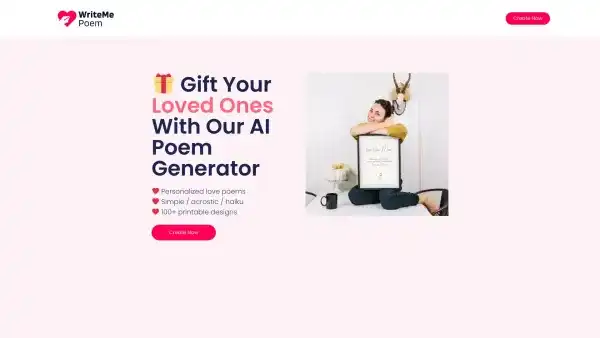 WriteMe
Poem
Create Now
Gift Your
Loved Ones
With Our AI
Poem
Generator
Personalized love poems
Simple / acrostic / haiku
100+ printable designs
Create Now